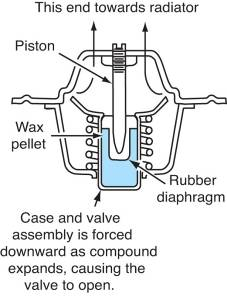 This end towards radiator
Piston
Wax
pellet
Rubber
diaphragm
Case and valve
assembly is forced
downward as compound
expands, causing the
valve to open.